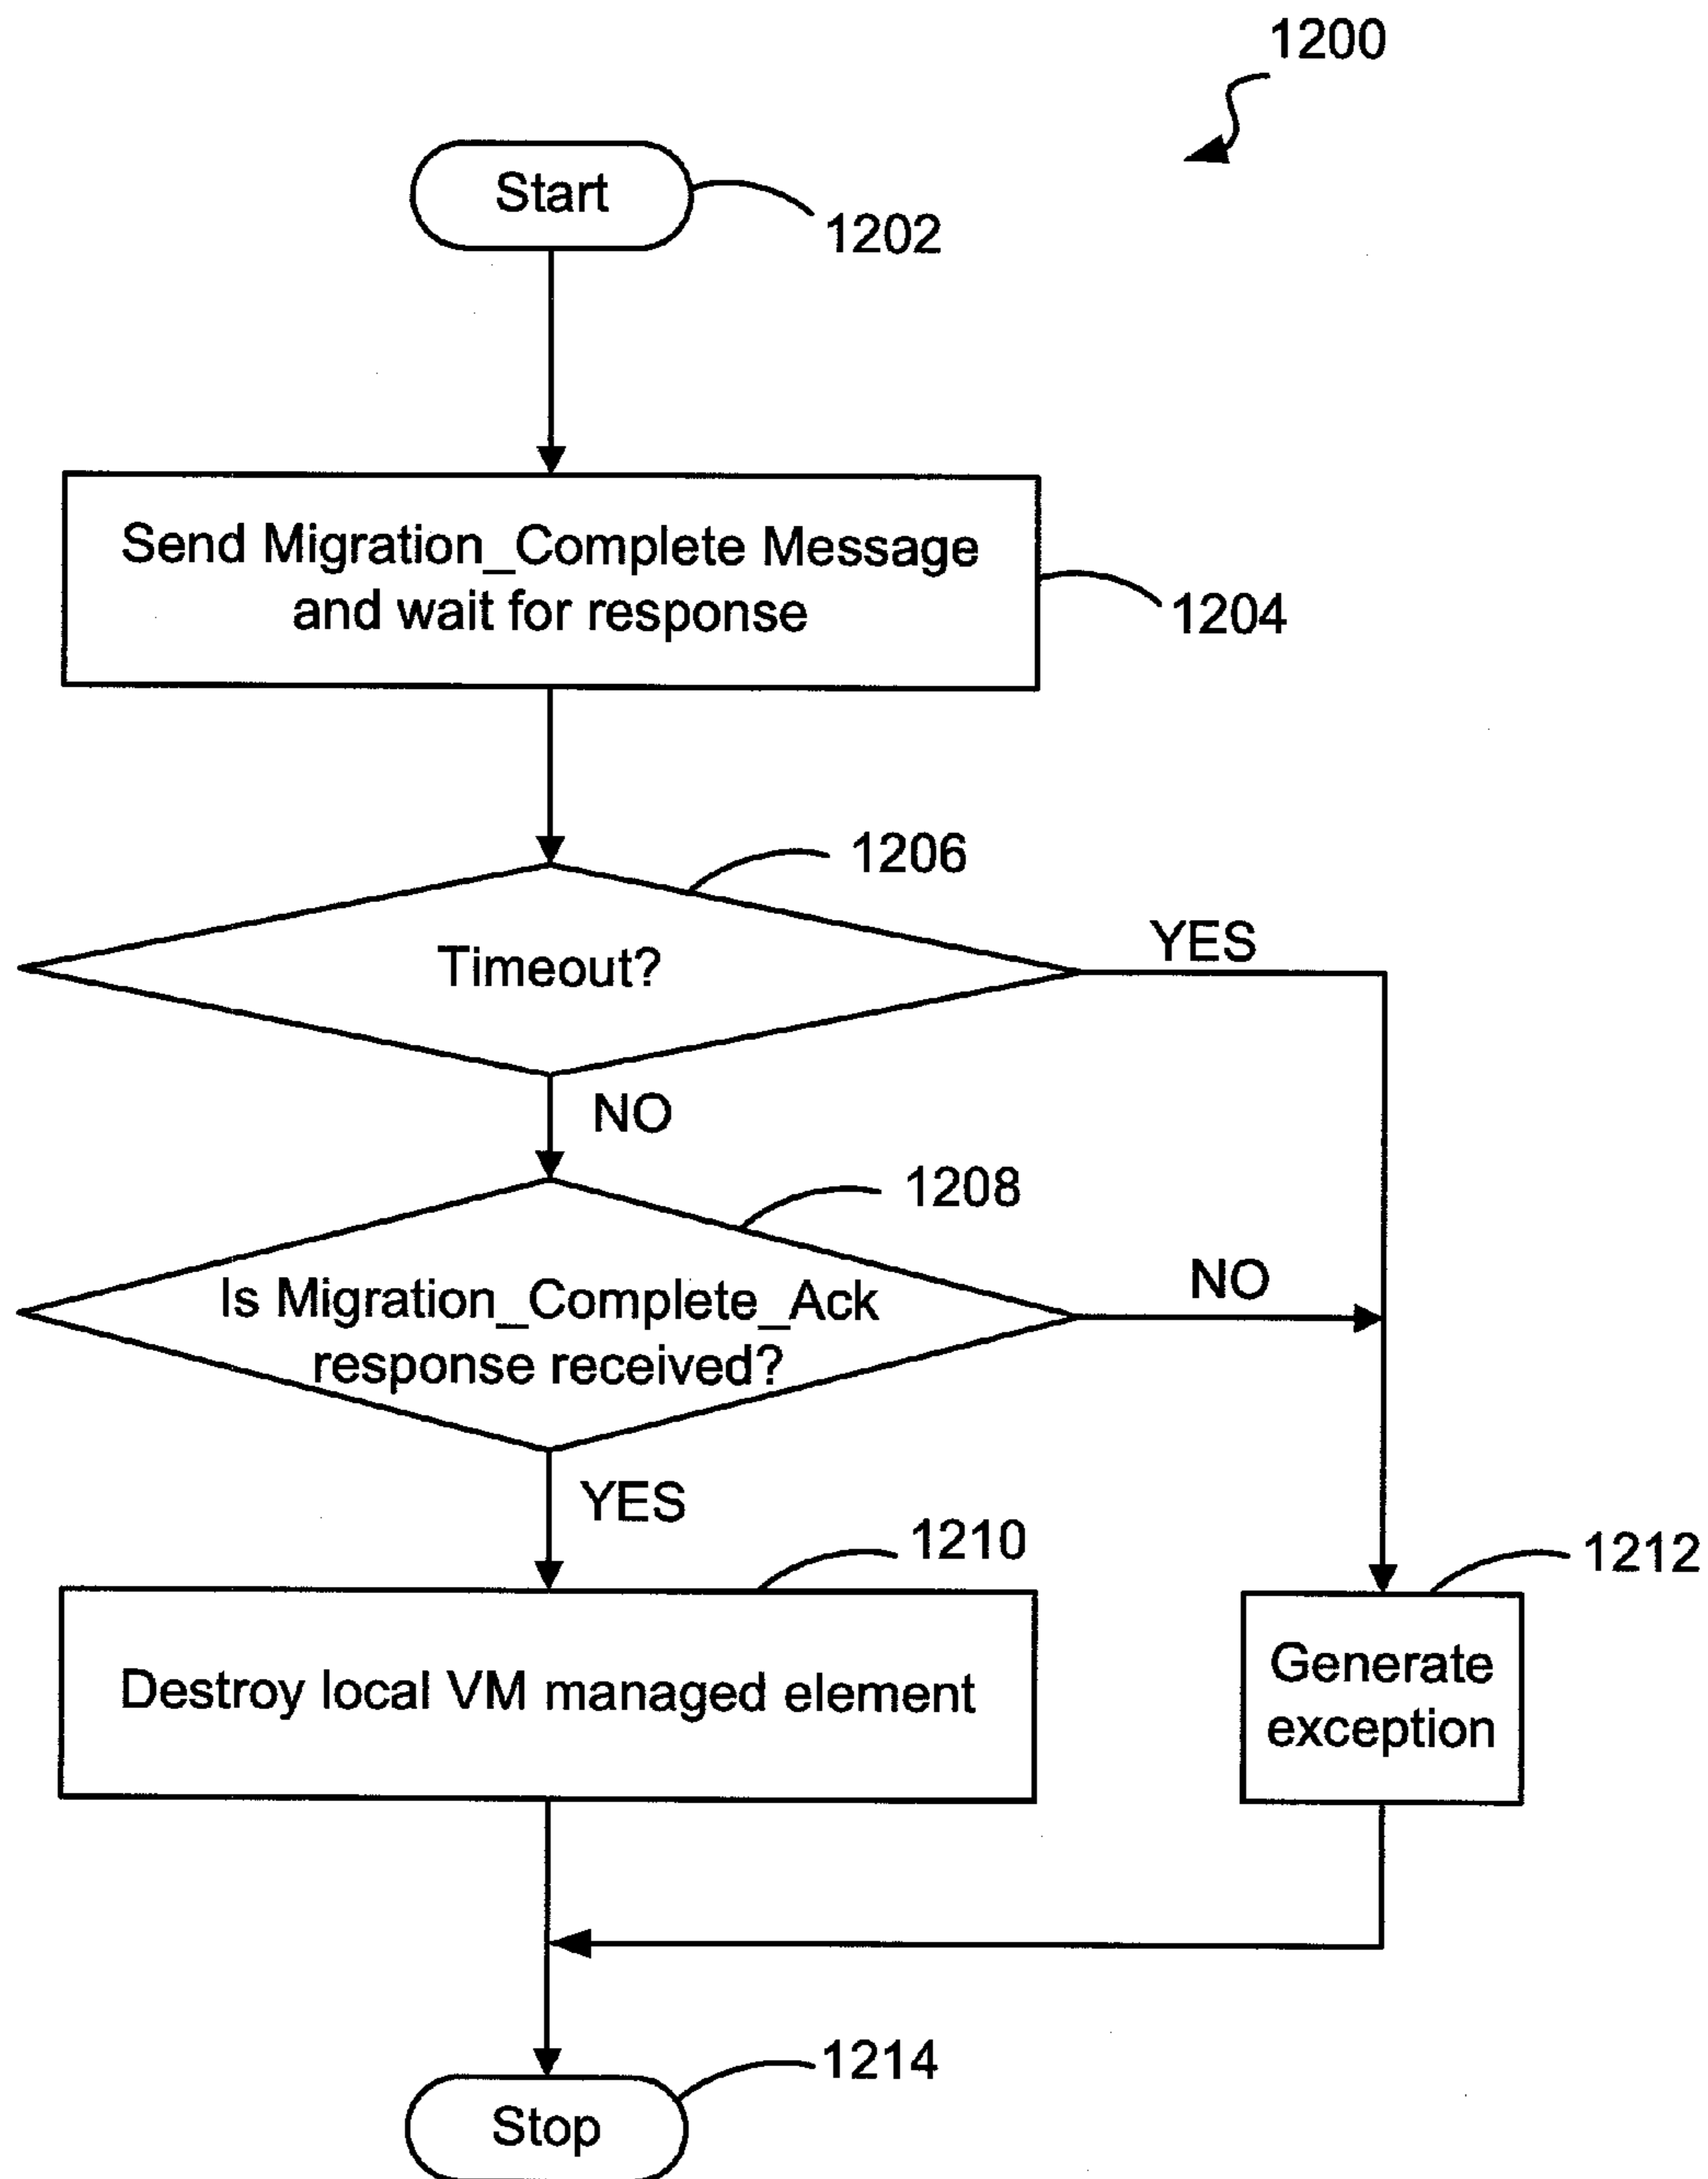 1200
Start
1202
Send Migration_Complete Message
and wait for response
1204
1206
Timeout?
YES
NO
1208
Is Migration_Complete_Ack
response received?
NO
YES
1210
1212
Destroy local VM managed element
Generate
exception
1214
Stop